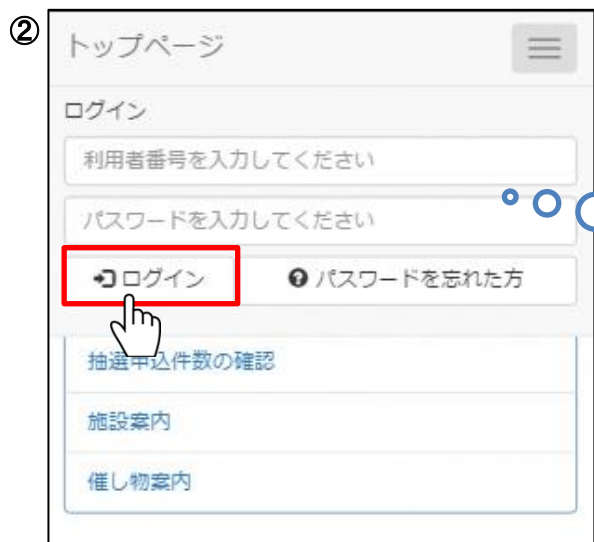 ②
トップページ
ログイン
利用者番号を入力してください
パスワードを入力してください
ログイン パスワードを忘れた方
抽選申込件数の確認
施設案内
催し物案内